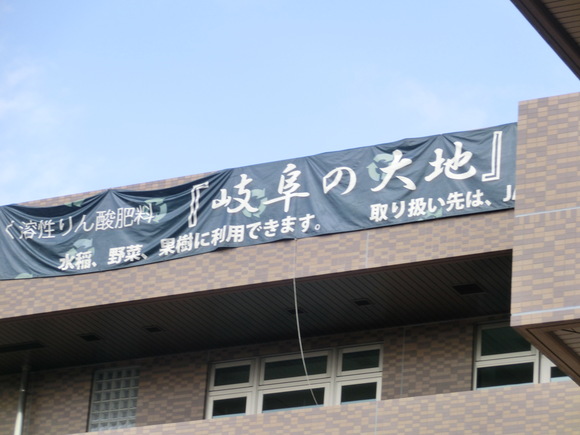 く溶性りん酸肥料『岐阜の大地』
水稲、野菜、果樹に利用できます。 取り扱い先は、JA